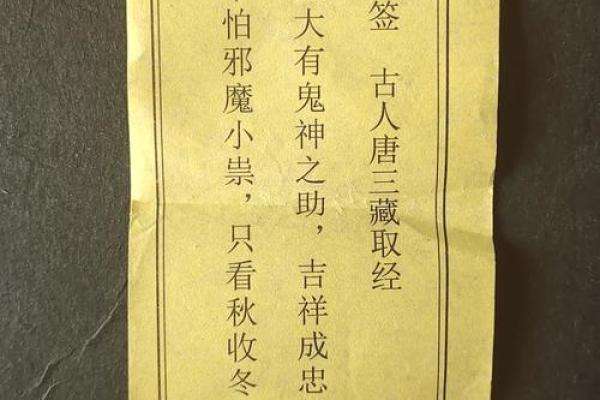 签 古人唐三藏取经
大有鬼神之助，吉祥成忠
怕邪魔小祟，只看秋收冬